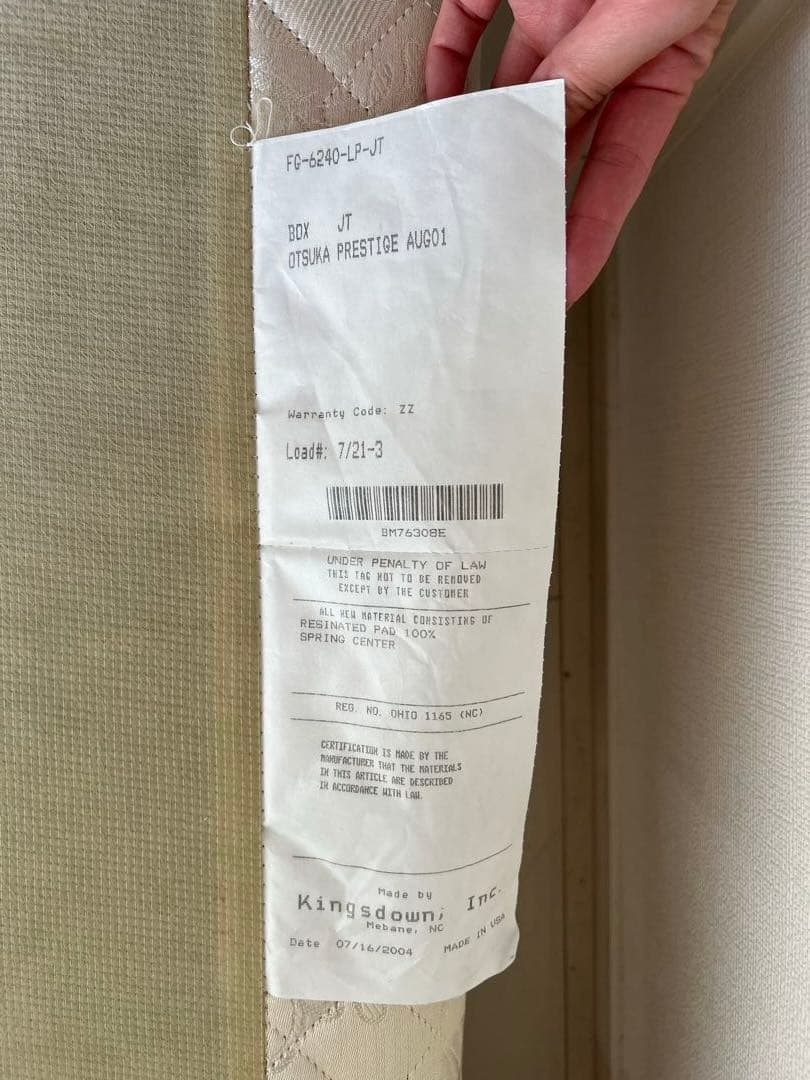 FG-6240-LP-JT
BOX JT
OTSUKA PRESTIGE AUG01
Warranty Code: ZZ
Load#: 7/21-3
BM76308E
UNDER PENALTY OF LAW
THIS TAG NOT TO BE REMOVED
EXCEPT BY THE CUSTOMER
ALL NEW MATERIAL CONSISTING OF
RESINATED PAD 100%
SPRING CENTER
REG. NO. OHIO 1165 (NC)
CERTIFICATION IS MADE BY THE
MANUFACTURER THAT THE MATERIALS
IN THIS ARTICLE ARE DESCRIBED
IN ACCORDANCE WITH LAW.
Made by
Kingsdown, Inc.
Mebane, NC
Date 07/16/2004 MADE IN USA